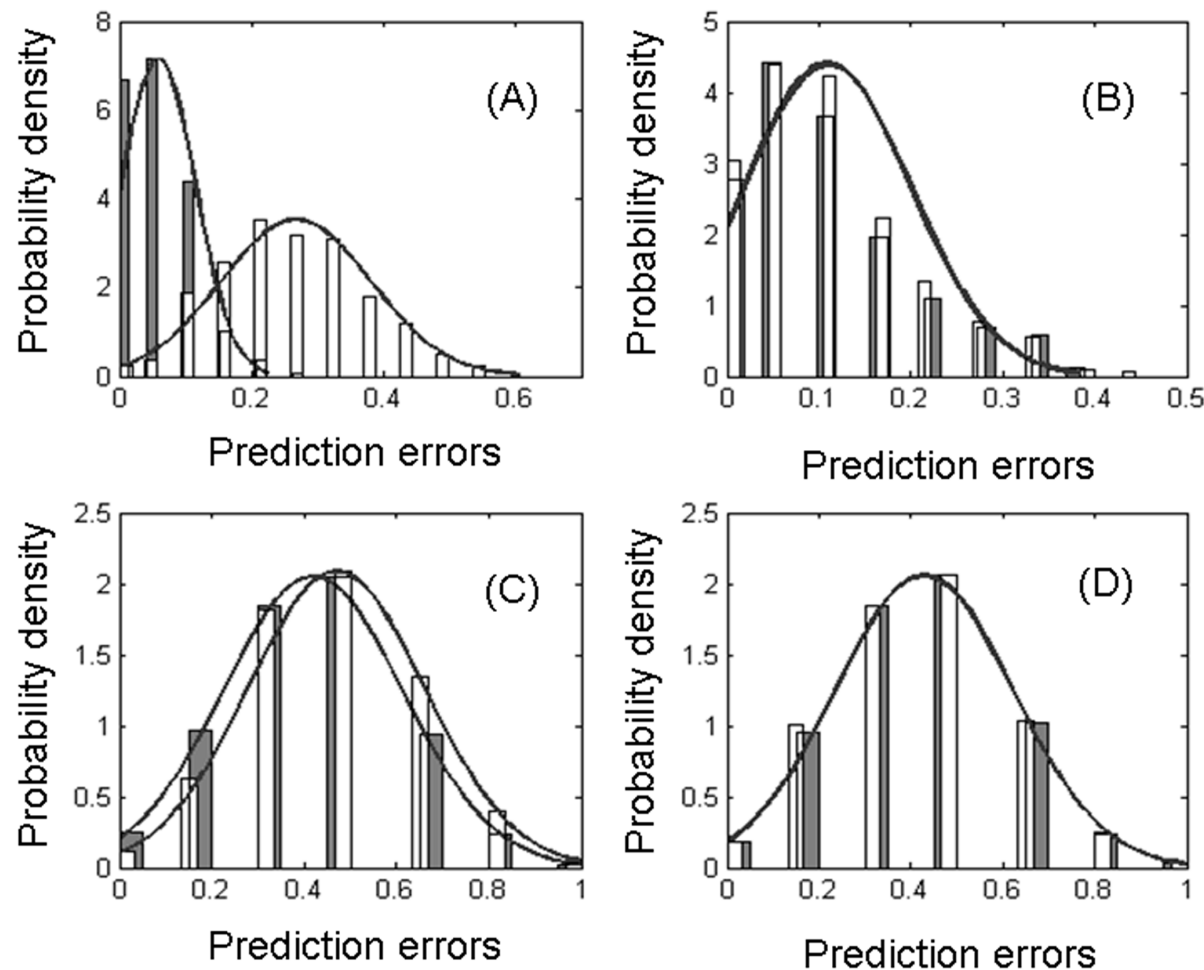 8
6
4
2
0
Probability density
(A)
0 0.2 0.4 0.6
Prediction errors
5
4
3
2
1
0
Probability density
(B)
0 0.1 0.2 0.3 0.4 0.5
Prediction errors
2.5
2
1.5
1
0.5
0
Probability density
(C)
0 0.2 0.4 0.6 0.8 1
Prediction errors
2.5
2
1.5
1
0.5
0
Probability density
(D)
0 0.2 0.4 0.6 0.8 1
Prediction errors